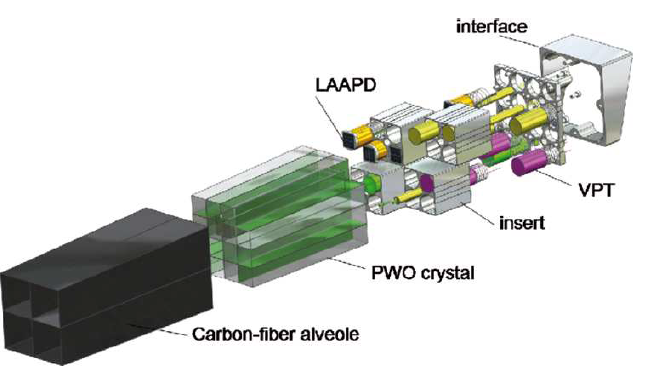 interface
LAAPD
VPT
insert
PWO crystal
Carbon-fiber alveole